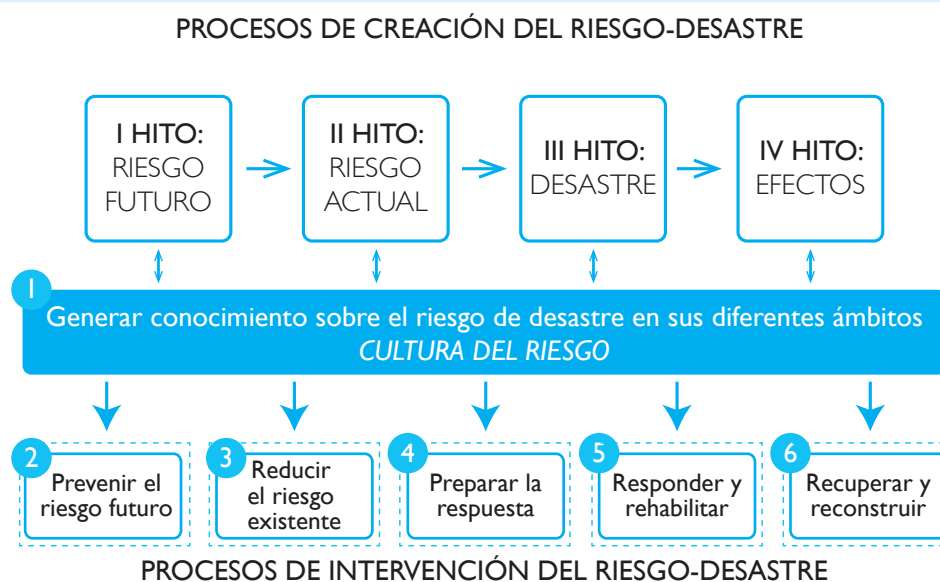 PROCESOS DE CREACIÓN DEL RIESGO-DESASTRE
I HITO:
RIESGO
FUTURO
II HITO:
RIESGO
ACTUAL
III HITO:
DESASTRE
IV HITO:
EFECTOS
1
Generar conocimiento sobre el riesgo de desastre en sus diferentes ámbitos
CULTURA DEL RIESGO
2
Prevenir el
riesgo futuro
3
Reducir
el riesgo
existente
4
Preparar la
respuesta
5
Responder y
rehabilitar
6
Recuperar y
reconstruir
PROCESOS DE INTERVENCIÓN DEL RIESGO-DESASTRE